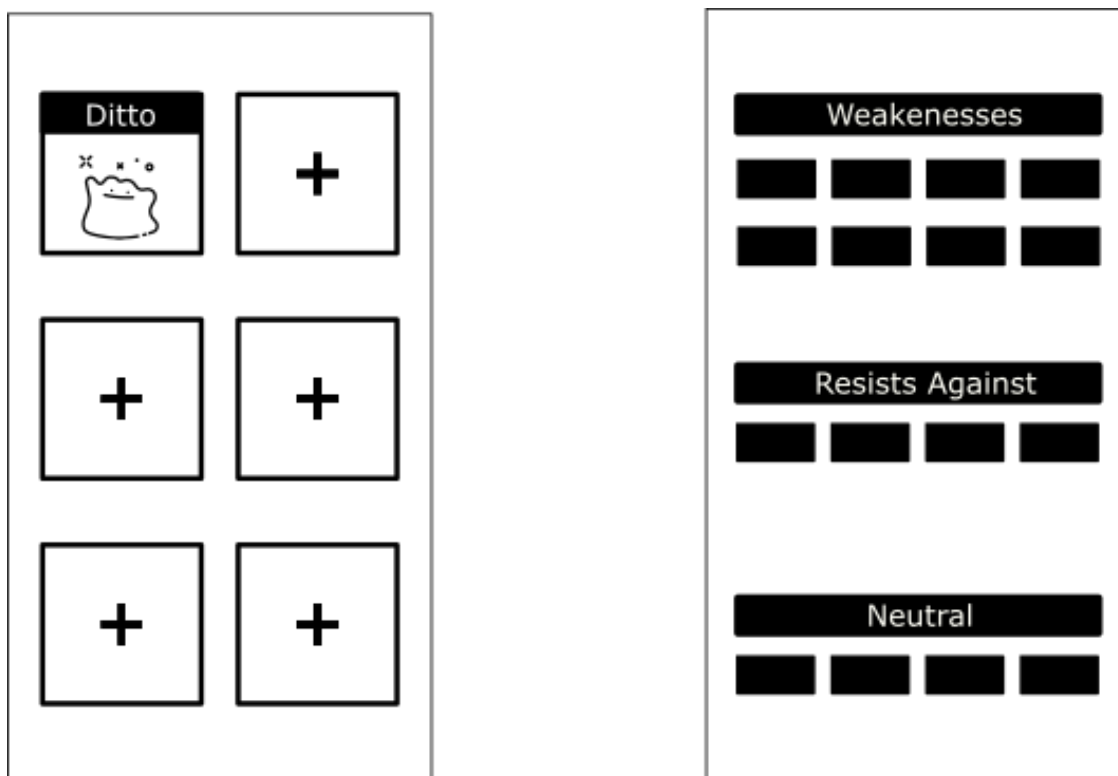 Ditto
+
+
+
+
+
Weakenesses
Resists Against
Neutral